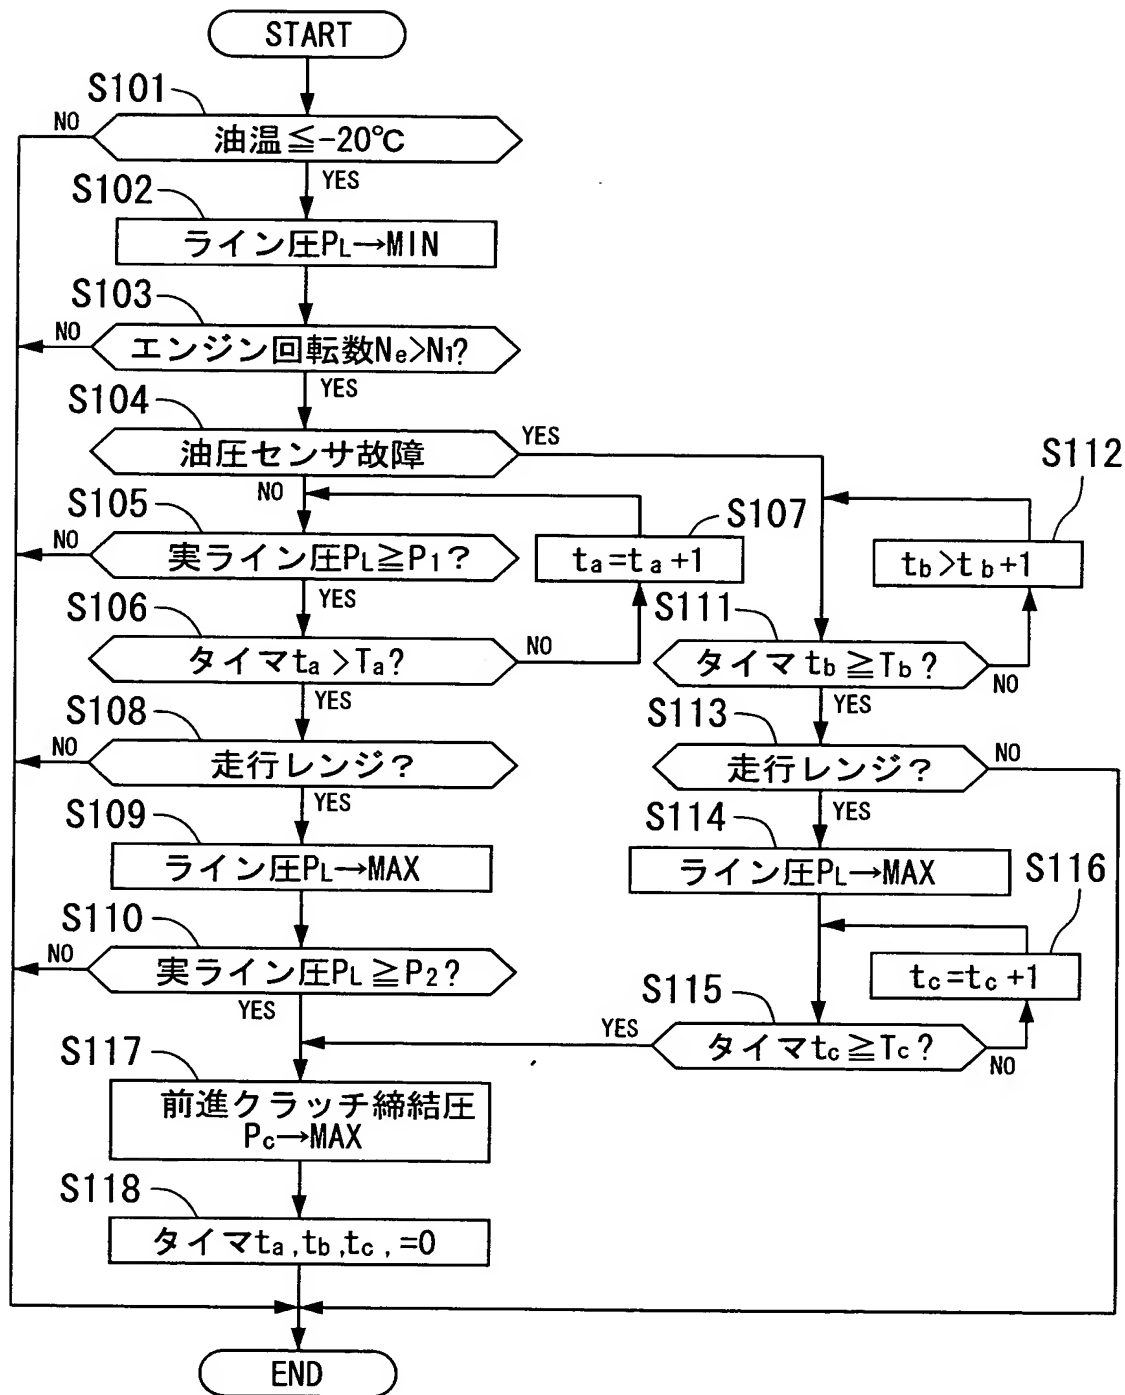 START
S101
NO
油温≦-20℃
YES
S102
ライン圧PL→MIN
S103
NO
エンジン回転数Ne>N1?
YES
S104
油圧センサ故障
YES
NO
S105
NO
実ライン圧PL≧P1?
YES
S107
ta=ta+1
S112
tb>tb+1
S106
タイマta>Ta?
NO
YES
S111
タイマtb≧Tb?
NO
YES
S108
NO
走行レンジ?
YES
S113
走行レンジ?
NO
YES
S109
ライン圧PL→MAX
S114
ライン圧PL→MAX
S116
tc=tc+1
S110
NO
実ライン圧PL≧P2?
YES
S115
YES
タイマtc≧Tc?
NO
S117
前進クラッチ締結圧
Pc→MAX
S118
タイマta,tb,tc,=0
END